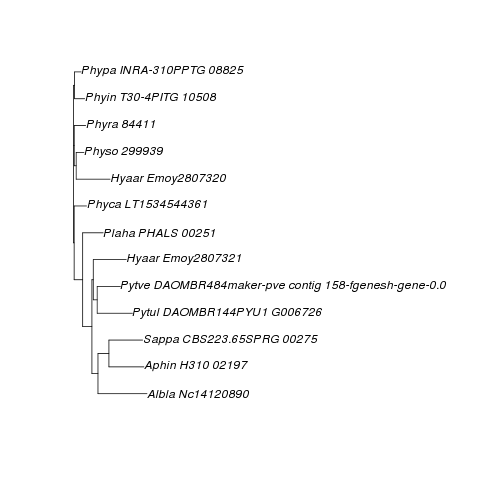 Phypa INRA-310PPTG 08825
Phyin T30-4PITG 10508
Phyra 84411
Physo 299939
Hyaar Emoy2807320
Phyca LT1534544361
Plaha PHALS 00251
Hyaar Emoy2807321
Pytve DAOMBR484maker-pve contig 158-fgenesh-gene-0.0
Pytul DAOMBR144PYU1 G006726
Sappa CBS223.65SPRG 00275
Aphin H310 02197
Albla Nc14120890